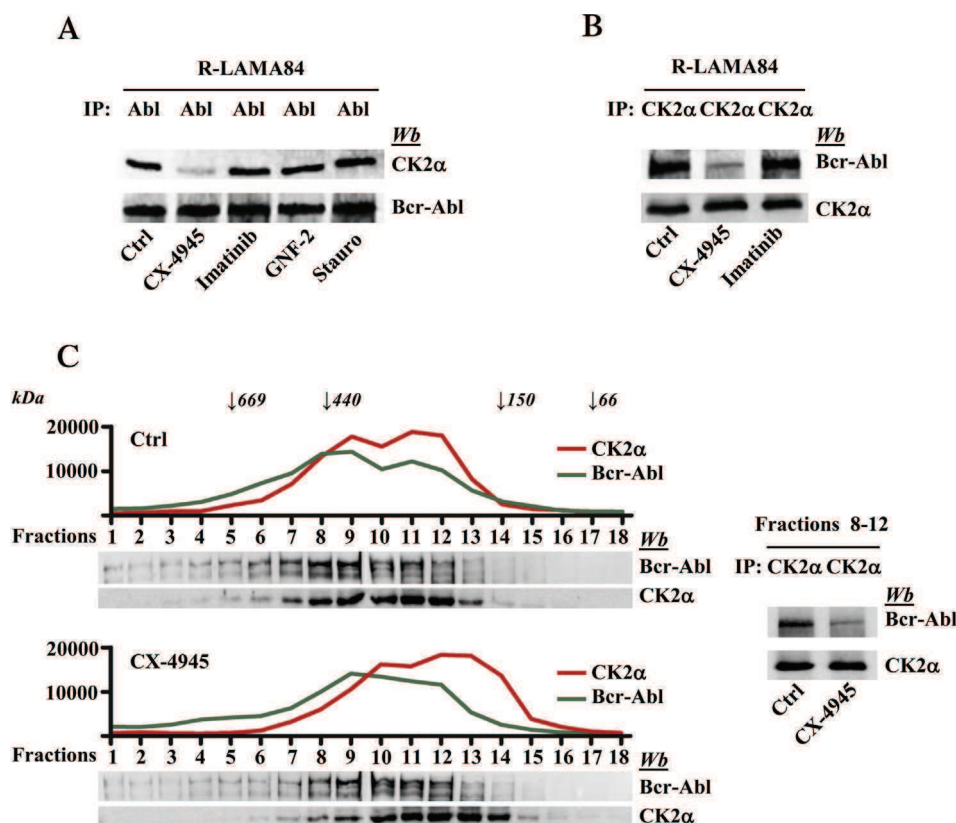 A
R-LAMA84
IP: Abl Abl Abl Abl Abl
Wb
CK2α
Bcr-Abl
Ctrl CX-4945 Imatinib GNF-2 Stauro
B
R-LAMA84
IP: CK2α CK2α CK2α
Wb
Bcr-Abl
CK2α
Ctrl CX-4945 Imatinib
C
kDa ↓669 ↓440 ↓150 ↓66
20000
10000
Ctrl
CK2α
Bcr-Abl
Fractions 1 2 3 4 5 6 7 8 9 10 11 12 13 14 15 16 17 18 Wb
Bcr-Abl
CK2α
20000
10000
CX-4945
CK2α
Bcr-Abl
Fractions 1 2 3 4 5 6 7 8 9 10 11 12 13 14 15 16 17 18 Wb
Bcr-Abl
CK2α
Fractions 8-12
IP: CK2α CK2α
Wb
Bcr-Abl
CK2α
Ctrl CX-4945